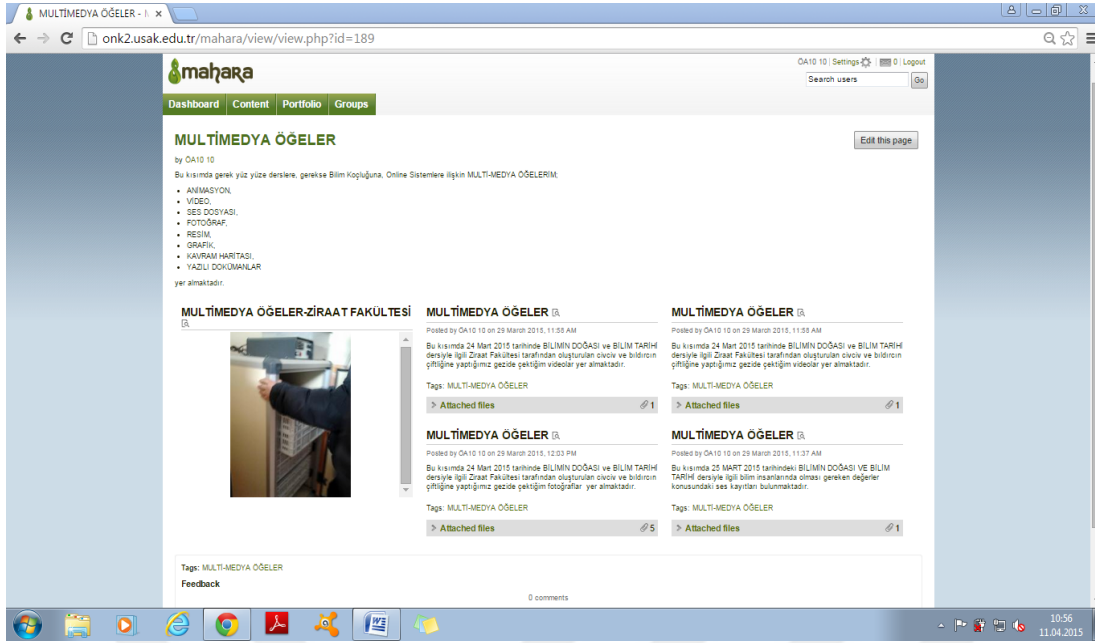 MULTİMEDYA ÖĞELER - M
onk2.usak.edu.tr/mahara/view/view.php?id=189
mahara
ÖA10 10 | Settings | 0 | Logout
Search users
Go
Dashboard Content Portfolio Groups
MULTİMEDYA ÖĞELER
Edit this page
by ÖA10 10
Bu kısımda gerek yüz yüze derslere, gerekse Bilim Koçluğuna, Online Sistemlere ilişkin MULTİ-MEDYA ÖĞELERİM;
• ANİMASYON,
• VİDEO,
• SES DOSYASI,
• FOTOĞRAF,
• RESİM,
• GRAFİK,
• KAVRAM HARİTASI,
• YAZILI DOKÜMANLAR
yer almaktadır.
MULTİMEDYA ÖĞELER-ZİRAAT FAKÜLTESİ
MULTİMEDYA ÖĞELER
Posted by ÖA10 10 on 29 March 2015, 11:55 AM
Bu kısımda 24 Mart 2015 tarihinde BİLİMİN DOĞASI ve BİLİM TARİHİ
dersiyle ilgili Ziraat Fakültesi tarafından oluşturulan civciv ve bıldırcın
çiftliğine yaptığımız gezide çektiğim videolar yer almaktadır.
Tags: MULTİ-MEDYA ÖĞELER
> Attached files 1
MULTİMEDYA ÖĞELER
Posted by ÖA10 10 on 29 March 2015, 11:58 AM
Bu kısımda 24 Mart 2015 tarihinde BİLİMİN DOĞASI ve BİLİM TARİHİ
dersiyle ilgili Ziraat Fakültesi tarafından oluşturulan civciv ve bıldırcın
çiftliğine yaptığımız gezide çektiğim videolar yer almaktadır.
Tags: MULTİ-MEDYA ÖĞELER
> Attached files 1
MULTİMEDYA ÖĞELER
Posted by ÖA10 10 on 29 March 2015, 12:03 PM
Bu kısımda 24 Mart 2015 tarihinde BİLİMİN DOĞASI ve BİLİM TARİHİ
dersiyle ilgili Ziraat Fakültesi tarafından oluşturulan civciv ve bıldırcın
çiftliğine yaptığımız gezide çektiğim fotoğraflar yer almaktadır.
Tags: MULTİ-MEDYA ÖĞELER
> Attached files 5
MULTİMEDYA ÖĞELER
Posted by ÖA10 10 on 29 March 2015, 11:37 AM
Bu kısımda 25 MART 2015 tarihindeki BİLİMİN DOĞASI VE BİLİM
TARİHİ dersiyle ilgili bilim insanlarında olması gereken değerler
konusundaki ses kayıtları bulunmaktadır.
Tags: MULTİ-MEDYA ÖĞELER
> Attached files 1
Tags: MULTİ-MEDYA ÖĞELER
Feedback
0 comments
10:56
11.04.2015